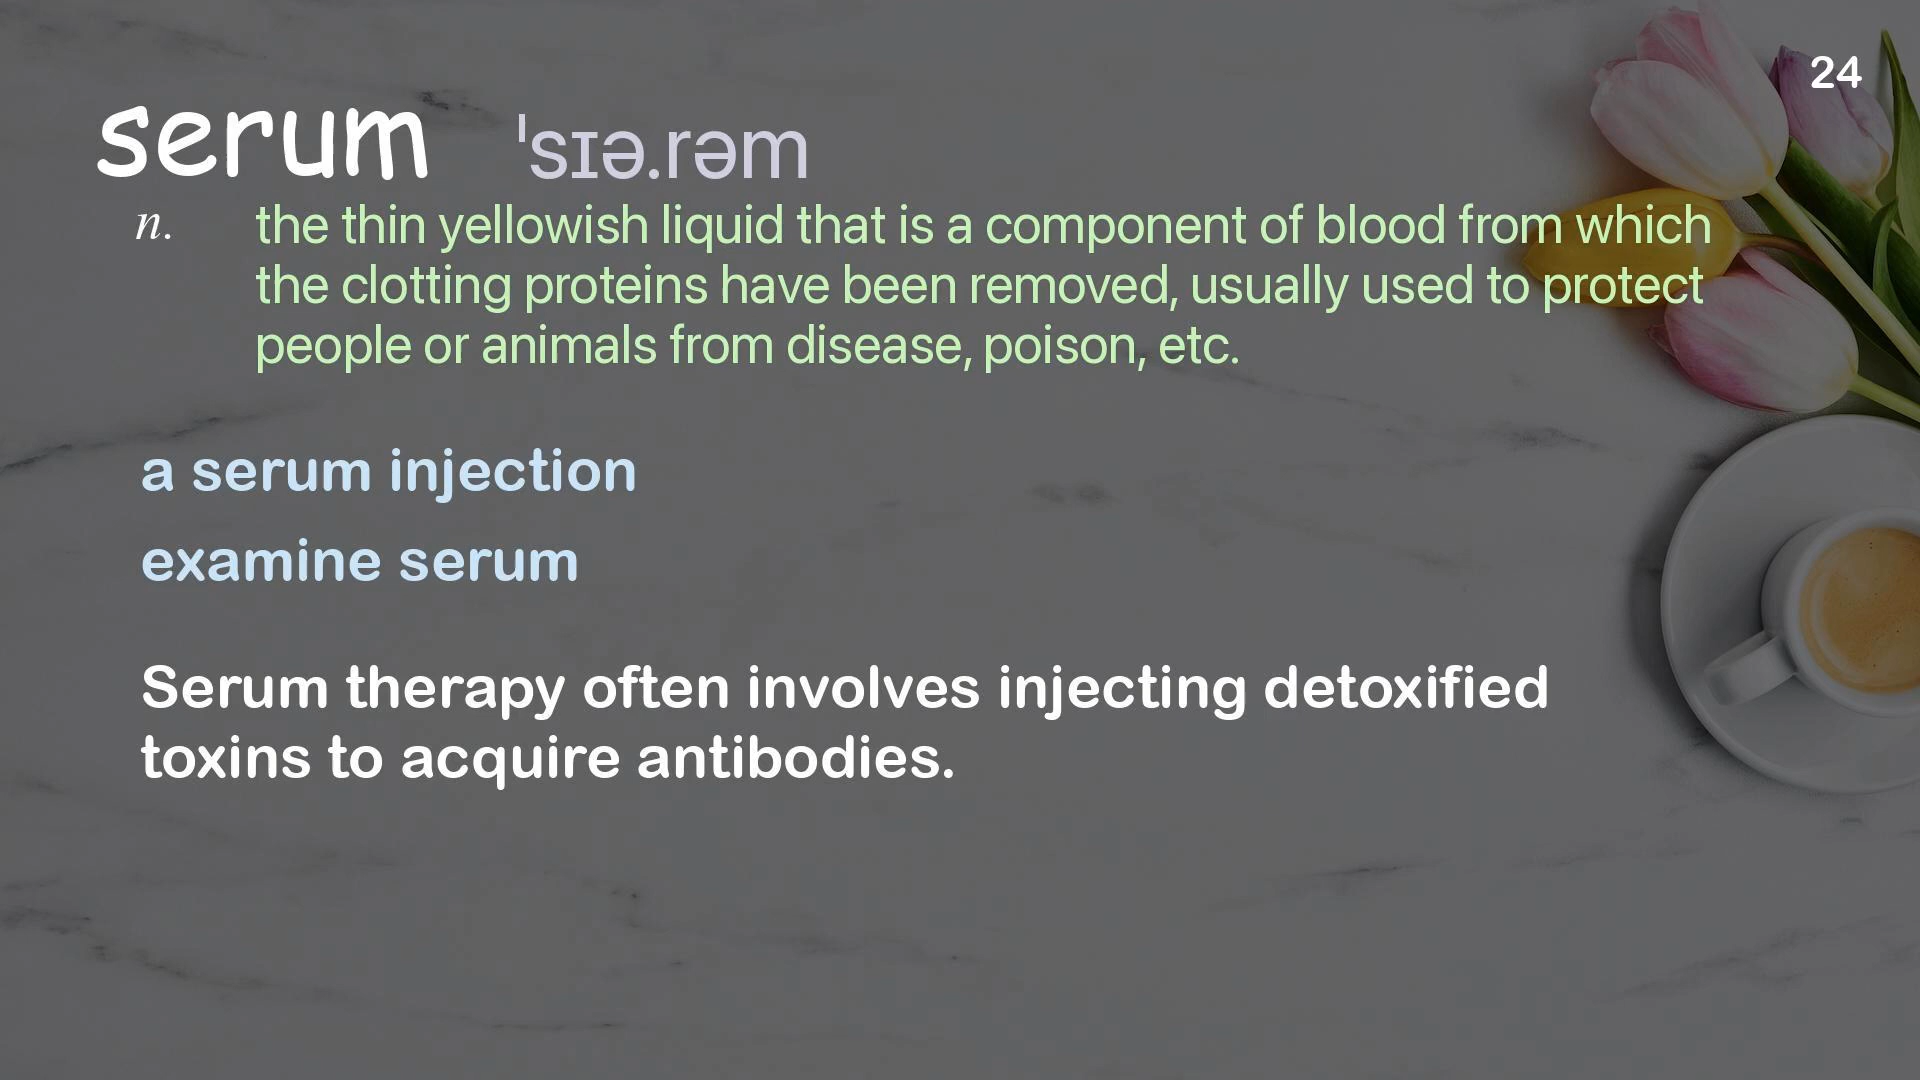 24
serum ˈsɪə.rəm
n. the thin yellowish liquid that is a component of blood from which
the clotting proteins have been removed, usually used to protect
people or animals from disease, poison, etc.
a serum injection
examine serum
Serum therapy often involves injecting detoxified
toxins to acquire antibodies.